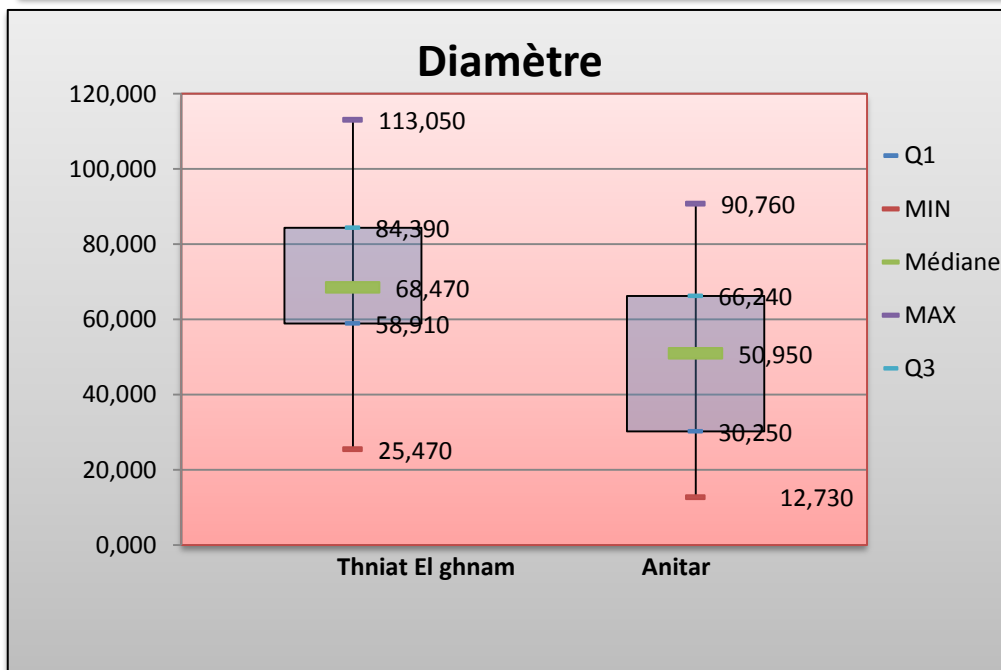 Diamètre
120,000
100,000
80,000
60,000
40,000
20,000
0,000
113,050
84,390
68,470
58,910
25,470
90,760
66,240
50,950
30,250
12,730
Thniat El ghnam
Anitar
Q1
MIN
Médiane
MAX
Q3